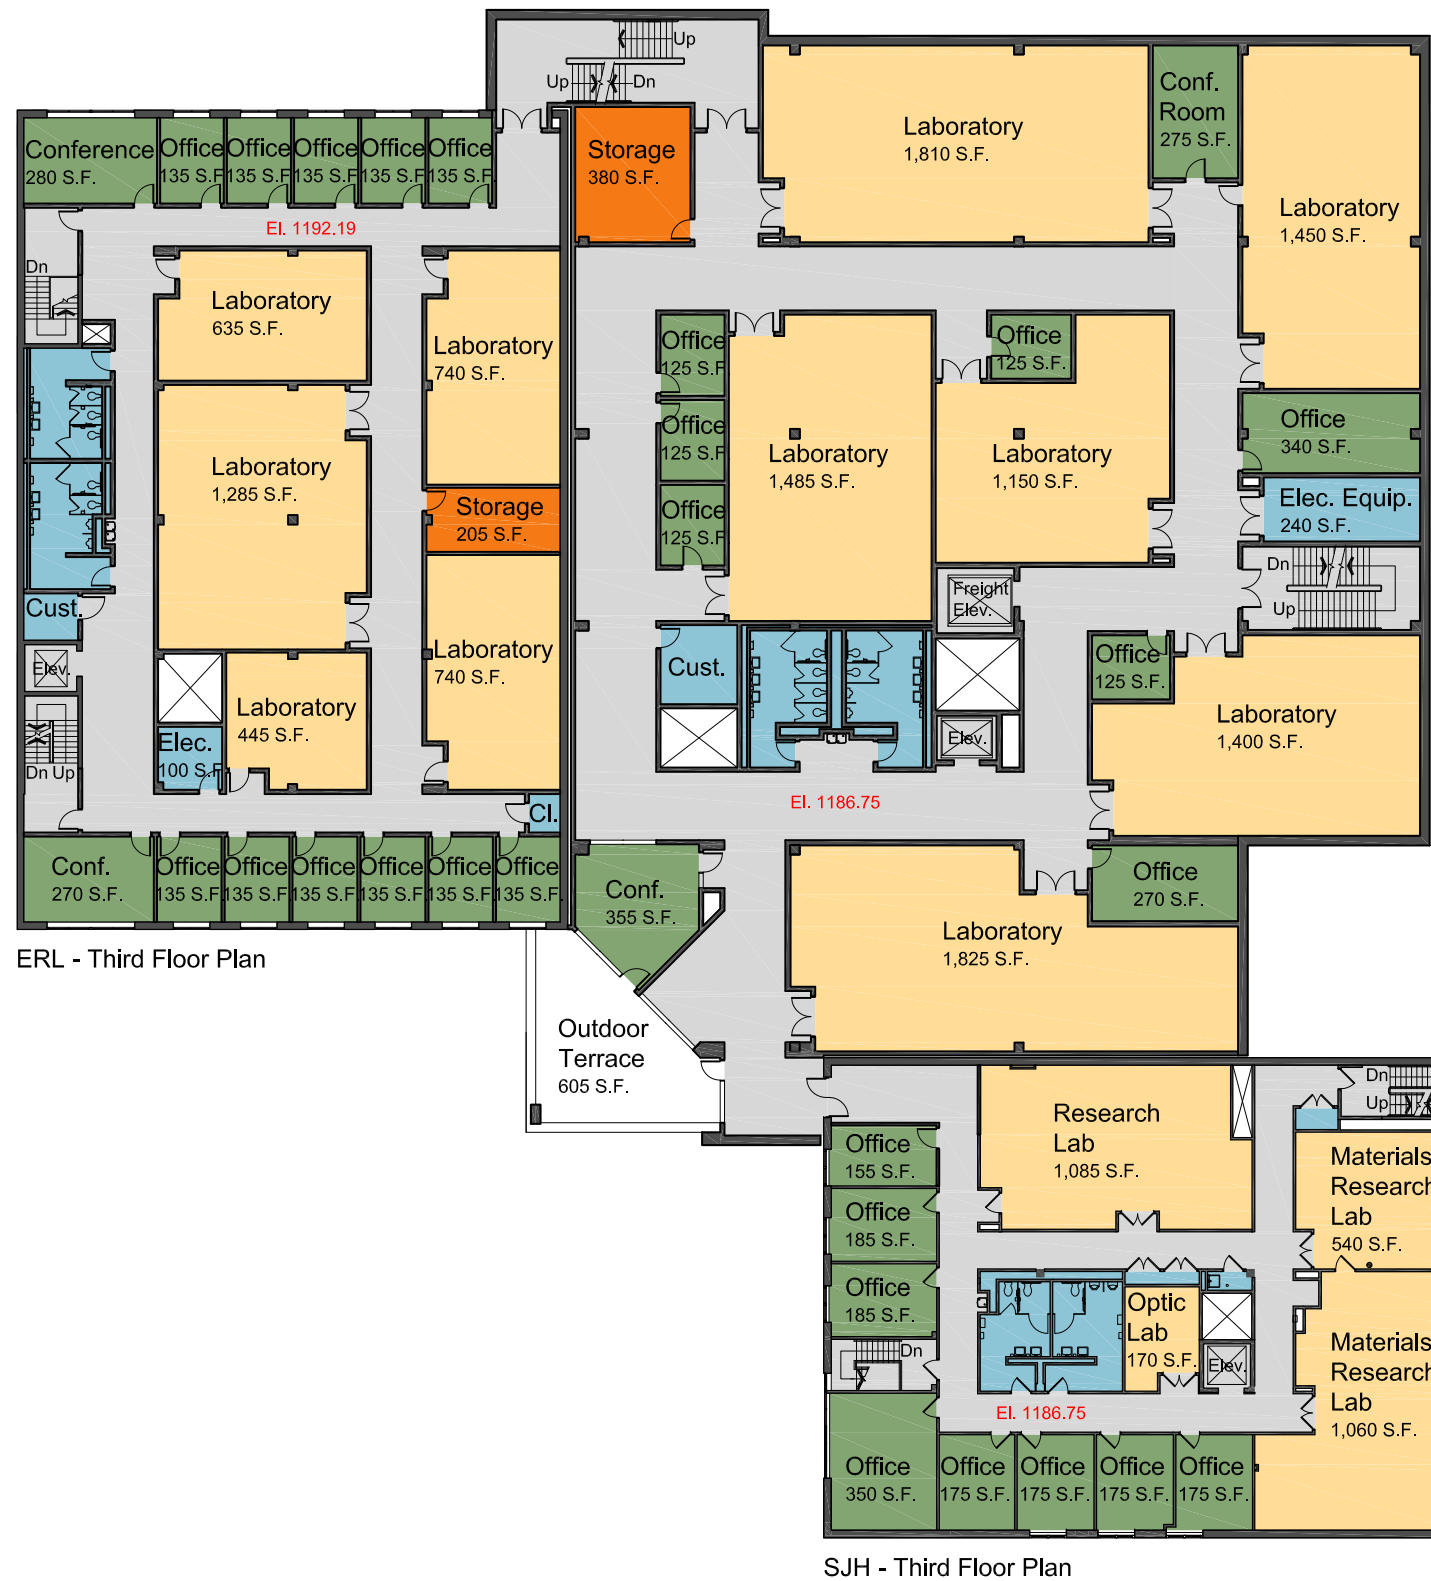 Up
Up
Dn
Conference
280 S.F.
Office
135 S.F
Office
135 S.F
Office
135 S.F
Office
135 S.F
Office
135 S.F.
Storage
380 S.F.
Laboratory
1,810 S.F.
Conf.
Room
275 S.F.
Laboratory
1,450 S.F.
El. 1192.19
Dn
Laboratory
635 S.F.
Laboratory
740 S.F.
Office
125 S.F
Office
125 S.F.
Office
125 S.F
Office
125 S.F
Laboratory
1,485 S.F.
Laboratory
1,150 S.F.
Office
340 S.F.
Laboratory
1,285 S.F.
Storage
205 S.F.
Elec. Equip.
240 S.F.
Dn
Up
Freight
Elev.
Cust.
Elev.
Laboratory
740 S.F.
Cust.
Office
125 S.F.
Laboratory
1,400 S.F.
Laboratory
445 S.F.
Elec.
100 S.F
Dn Up
Elev.
El. 1186.75
Cl.
Conf.
270 S.F.
Office
135 S.F
Office
135 S.F
Office
135 S.F
Office
135 S.F
Office
135 S.F
Office
135 S.F.
Conf.
355 S.F.
Office
270 S.F.
Laboratory
1,825 S.F.
ERL - Third Floor Plan
Outdoor
Terrace
605 S.F.
Dn
Up
Research
Lab
1,085 S.F.
Office
155 S.F.
Office
185 S.F.
Office
185 S.F.
Materials
Research
Lab
540 S.F.
Optic
Lab
170 S.F.
Elev.
Dn
Materials
Research
Lab
1,060 S.F.
El. 1186.75
Office
350 S.F.
Office
175 S.F.
Office
175 S.F.
Office
175 S.F.
Office
175 S.F.
SJH - Third Floor Plan